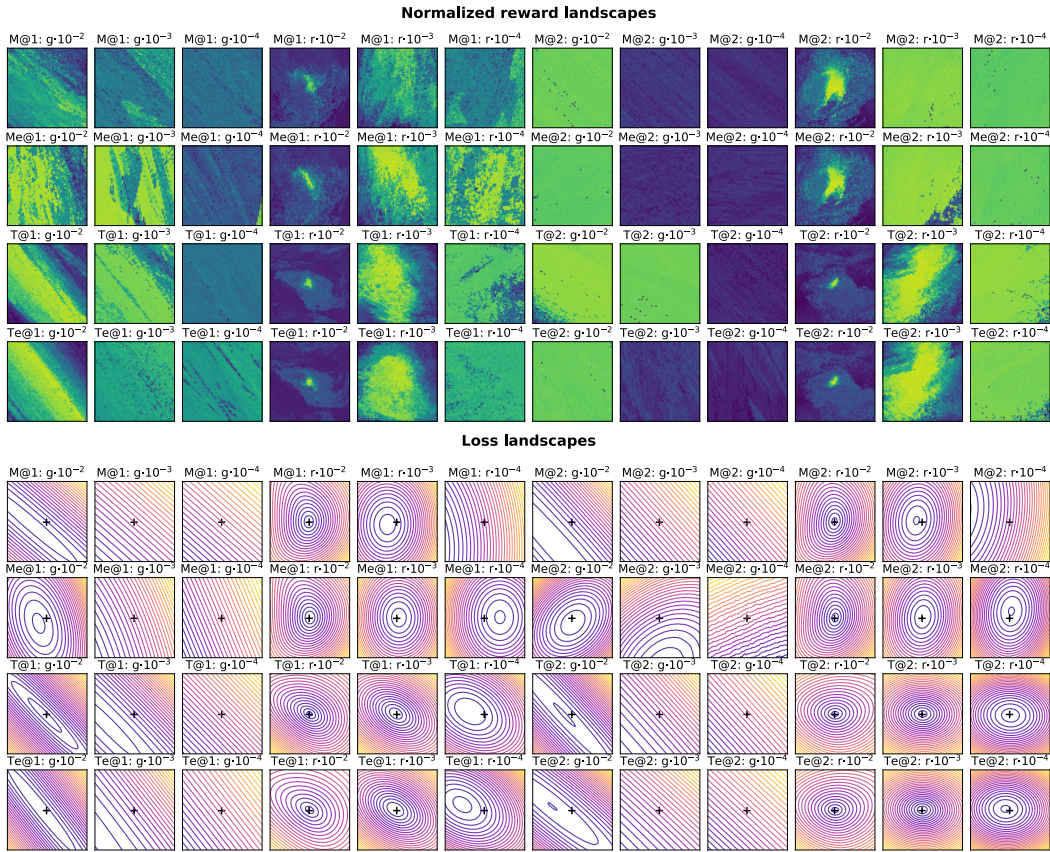 Normalized reward landscapes
M@1: g·10⁻² M@1: g·10⁻³ M@1: g·10⁻⁴ M@1: r·10⁻² M@1: r·10⁻³ M@1: r·10⁻⁴ M@2: g·10⁻² M@2: g·10⁻³ M@2: g·10⁻⁴ M@2: r·10⁻² M@2: r·10⁻³ M@2: r·10⁻⁴
Me@1: g·10⁻² Me@1: g·10⁻³ Me@1: g·10⁻⁴ Me@1: r·10⁻² Me@1: r·10⁻³ Me@1: r·10⁻⁴ Me@2: g·10⁻² Me@2: g·10⁻³ Me@2: g·10⁻⁴ Me@2: r·10⁻² Me@2: r·10⁻³ Me@2: r·10⁻⁴
T@1: g·10⁻² T@1: g·10⁻³ T@1: g·10⁻⁴ T@1: r·10⁻² T@1: r·10⁻³ T@1: r·10⁻⁴ T@2: g·10⁻² T@2: g·10⁻³ T@2: g·10⁻⁴ T@2: r·10⁻² T@2: r·10⁻³ T@2: r·10⁻⁴
Te@1: g·10⁻² Te@1: g·10⁻³ Te@1: g·10⁻⁴ Te@1: r·10⁻² Te@1: r·10⁻³ Te@1: r·10⁻⁴ Te@2: g·10⁻² Te@2: g·10⁻³ Te@2: g·10⁻⁴ Te@2: r·10⁻² Te@2: r·10⁻³ Te@2: r·10⁻⁴
Loss landscapes
M@1: g·10⁻² M@1: g·10⁻³ M@1: g·10⁻⁴ M@1: r·10⁻² M@1: r·10⁻³ M@1: r·10⁻⁴ M@2: g·10⁻² M@2: g·10⁻³ M@2: g·10⁻⁴ M@2: r·10⁻² M@2: r·10⁻³ M@2: r·10⁻⁴
Me@1: g·10⁻² Me@1: g·10⁻³ Me@1: g·10⁻⁴ Me@1: r·10⁻² Me@1: r·10⁻³ Me@1: r·10⁻⁴ Me@2: g·10⁻² Me@2: g·10⁻³ Me@2: g·10⁻⁴ Me@2: r·10⁻² Me@2: r·10⁻³ Me@2: r·10⁻⁴
T@1: g·10⁻² T@1: g·10⁻³ T@1: g·10⁻⁴ T@1: r·10⁻² T@1: r·10⁻³ T@1: r·10⁻⁴ T@2: g·10⁻² T@2: g·10⁻³ T@2: g·10⁻⁴ T@2: r·10⁻² T@2: r·10⁻³ T@2: r·10⁻⁴
Te@1: g·10⁻² Te@1: g·10⁻³ Te@1: g·10⁻⁴ Te@1: r·10⁻² Te@1: r·10⁻³ Te@1: r·10⁻⁴ Te@2: g·10⁻² Te@2: g·10⁻³ Te@2: g·10⁻⁴ Te@2: r·10⁻² Te@2: r·10⁻³ Te@2: r·10⁻⁴